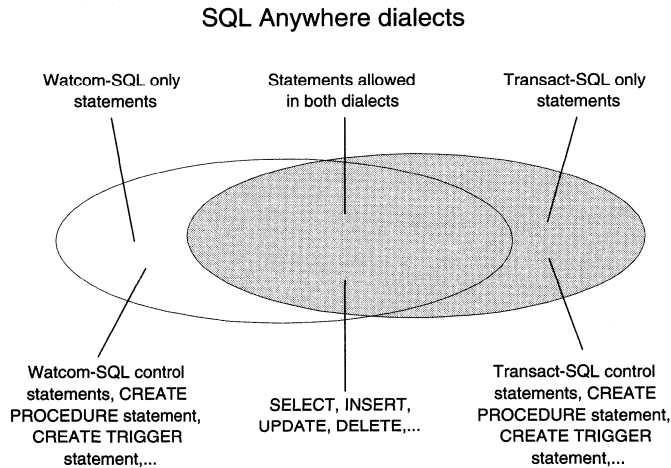 SQL Anywhere dialects
Watcom-SQL only
statements
Statements allowed
in both dialects
Transact-SQL only
statements
Watcom-SQL control
statements, CREATE
PROCEDURE statement,
CREATE TRIGGER
statement,...
SELECT, INSERT,
UPDATE, DELETE,...
Transact-SQL control
statements, CREATE
PROCEDURE statement,
CREATE TRIGGER
statement,...